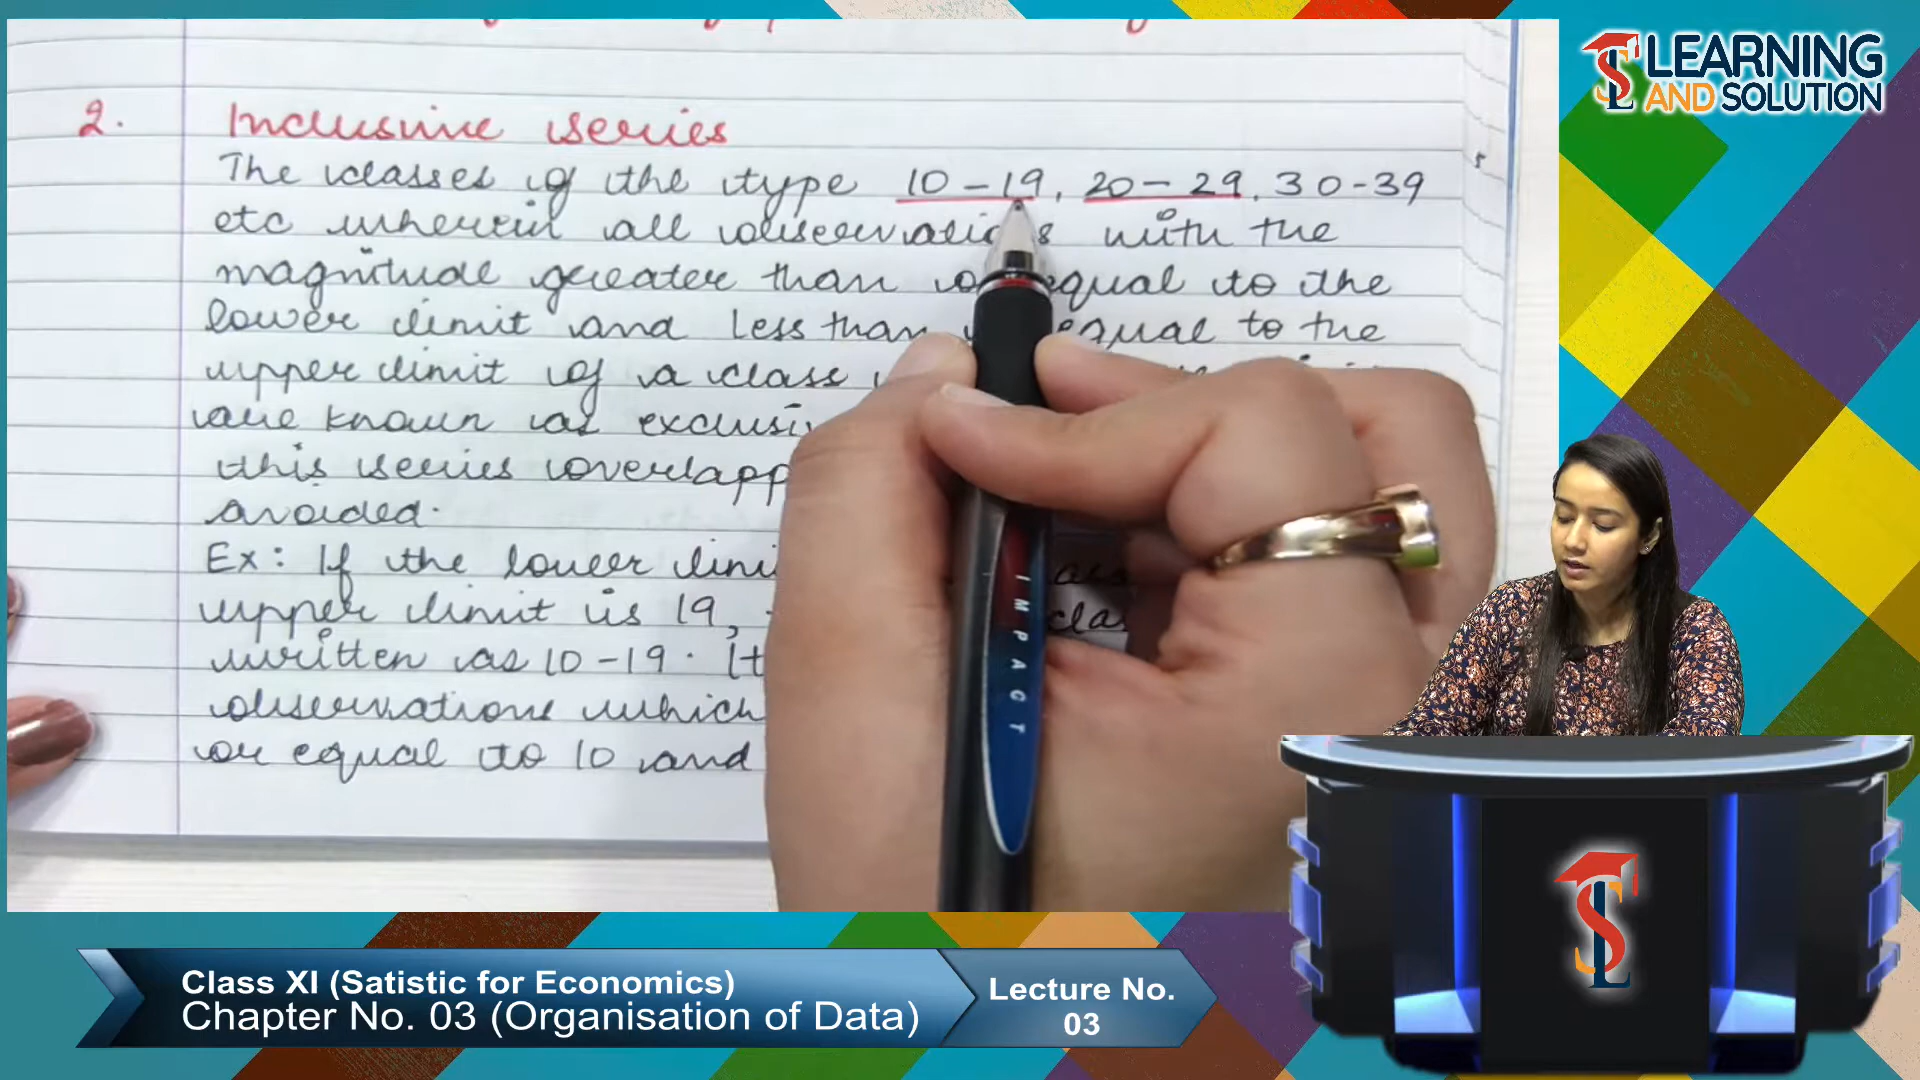 LEARNING
AND SOLUTION
2. Inclusive series
The classes of the type 10-19, 20-29, 30-39
etc wherein all observations with the
magnitude greater than or equal to the
lower limit and less than equal to the
upper limit of a class
are known as
this series
avoided.
Ex: If the lower
upper limit is 19,
written as 10-19. It
observations which
or equal to 10 and
IMPACT
SL
Class XI (Satistic for Economics)
Chapter No. 03 (Organisation of Data)
Lecture No.
03